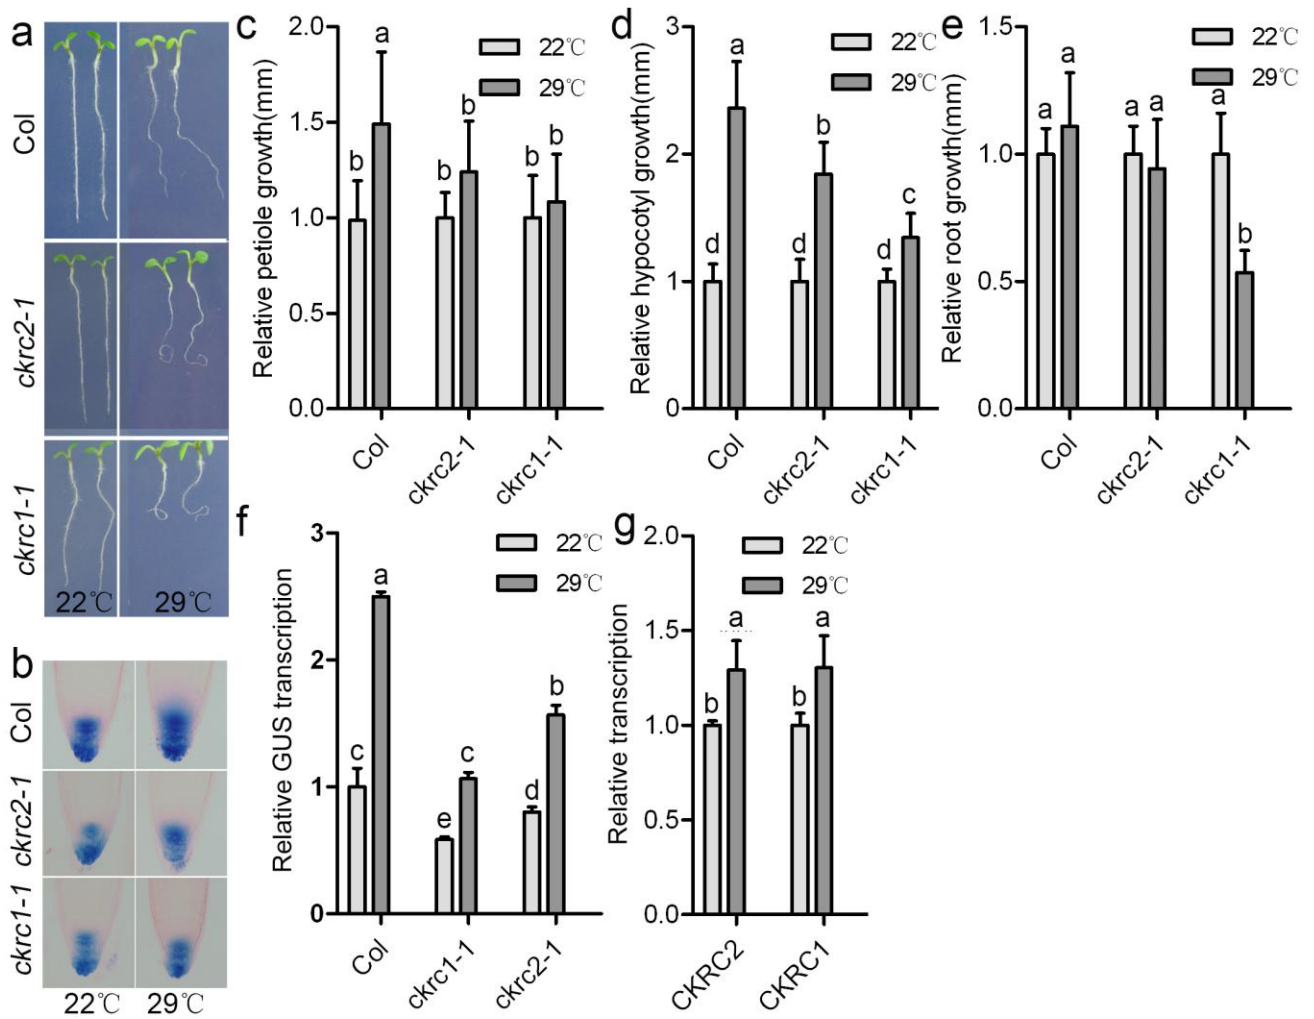 a
Col
ckrc2-1
ckrc1-1
22℃
29℃
b
Col
ckrc2-1
ckrc1-1
22℃
29℃
c
Relative petiole growth(mm)
2.0
1.5
1.0
0.5
0.0
22℃
29℃
b
a
b
b
b
b
Col
ckrc2-1
ckrc1-1
d
Relative hypocotyl growth(mm)
3
2
1
0
22℃
29℃
d
a
d
b
d
c
Col
ckrc2-1
ckrc1-1
e
Relative root growth(mm)
1.5
1.0
0.5
0.0
22℃
29℃
a
a
a
a
a
b
Col
ckrc2-1
ckrc1-1
f
Relative GUS transcription
3
2
1
0
22℃
29℃
c
a
e
c
d
b
Col
ckrc1-1
ckrc2-1
g
Relative transcription
2.0
1.5
1.0
0.5
0.0
22℃
29℃
b
a
b
a
CKRC2
CKRC1